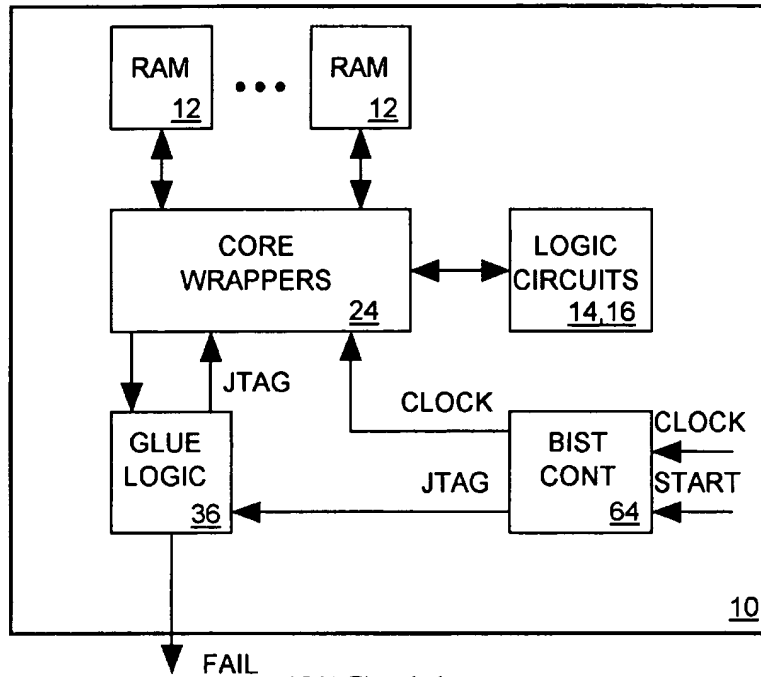 RAM
12
RAM
12
CORE
WRAPPERS
24
LOGIC
CIRCUITS
14,16
JTAG
CLOCK
GLUE
LOGIC
36
JTAG
BIST
CONT
64
CLOCK
START
10
FAIL